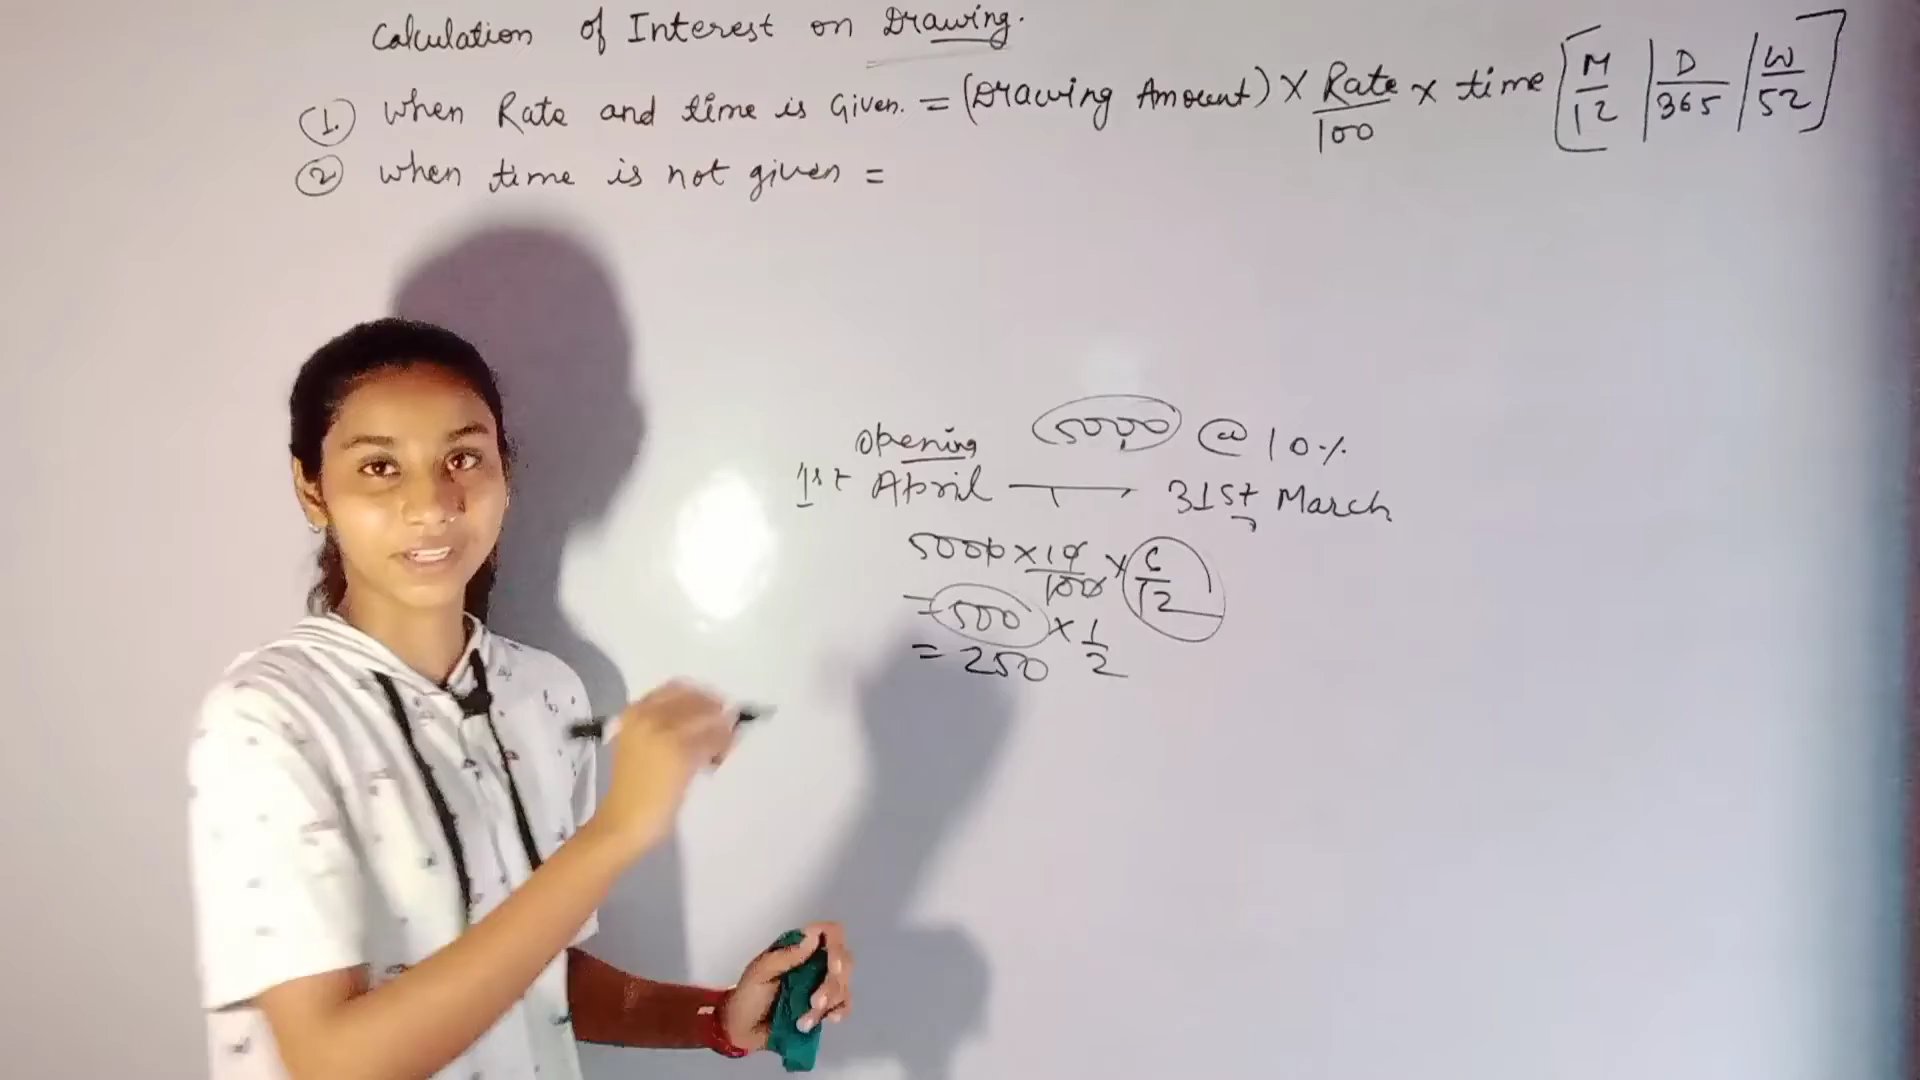 Calculation of Interest on Drawing.
1. When Rate and time is Given. = (Drawing Amount) × Rate/100 × time [M/12 | D/365 | W/52]
2 When time is not given =
Opening 5000 @ 10%
1st April — 31st March
5000 × 10/100 × 6/12
= 500 × 1/2
= 250